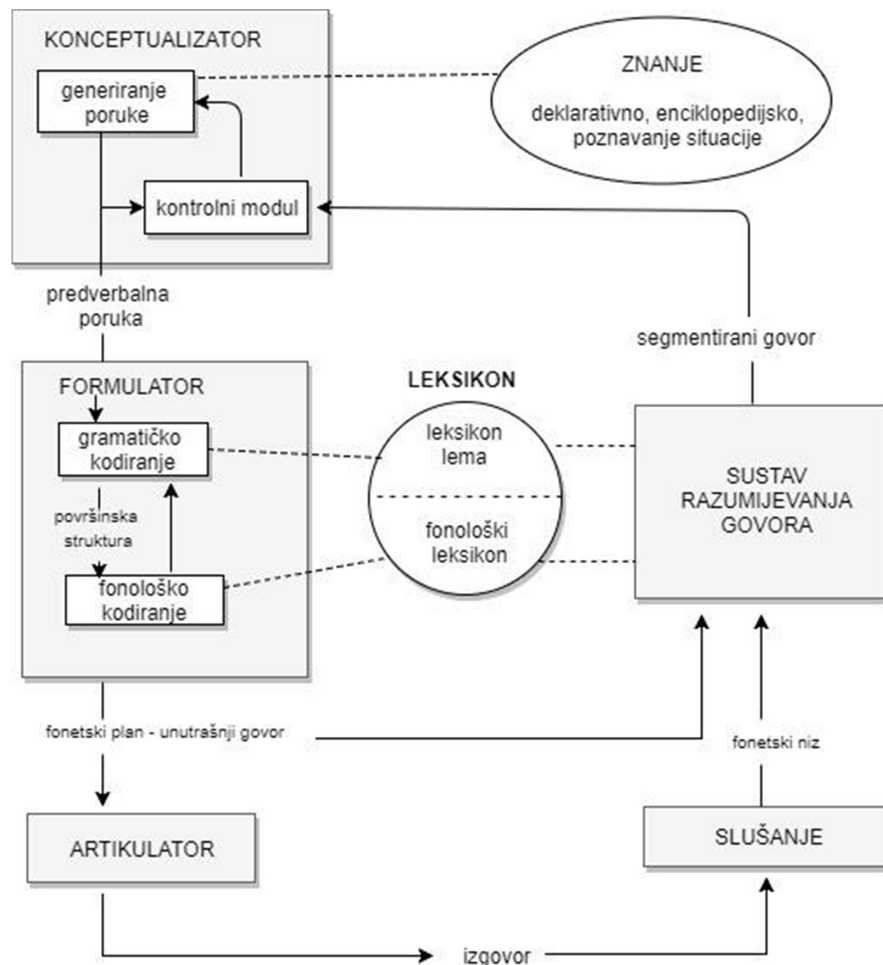 KONCEPTUALIZATOR
generiranje
poruke
kontrolni modul
ZNANJE
deklarativno, enciklopedijsko,
poznavanje situacije
predverbalna
poruka
segmentirani govor
FORMULATOR
gramatičko
kodiranje
površinska
struktura
fonološko
kodiranje
LEKSIKON
leksikon
lema
fonološki
leksikon
SUSTAV
RAZUMIJEVANJA
GOVORA
fonetski plan - unutrašnji govor
fonetski niz
ARTIKULATOR
SLUŠANJE
izgovor